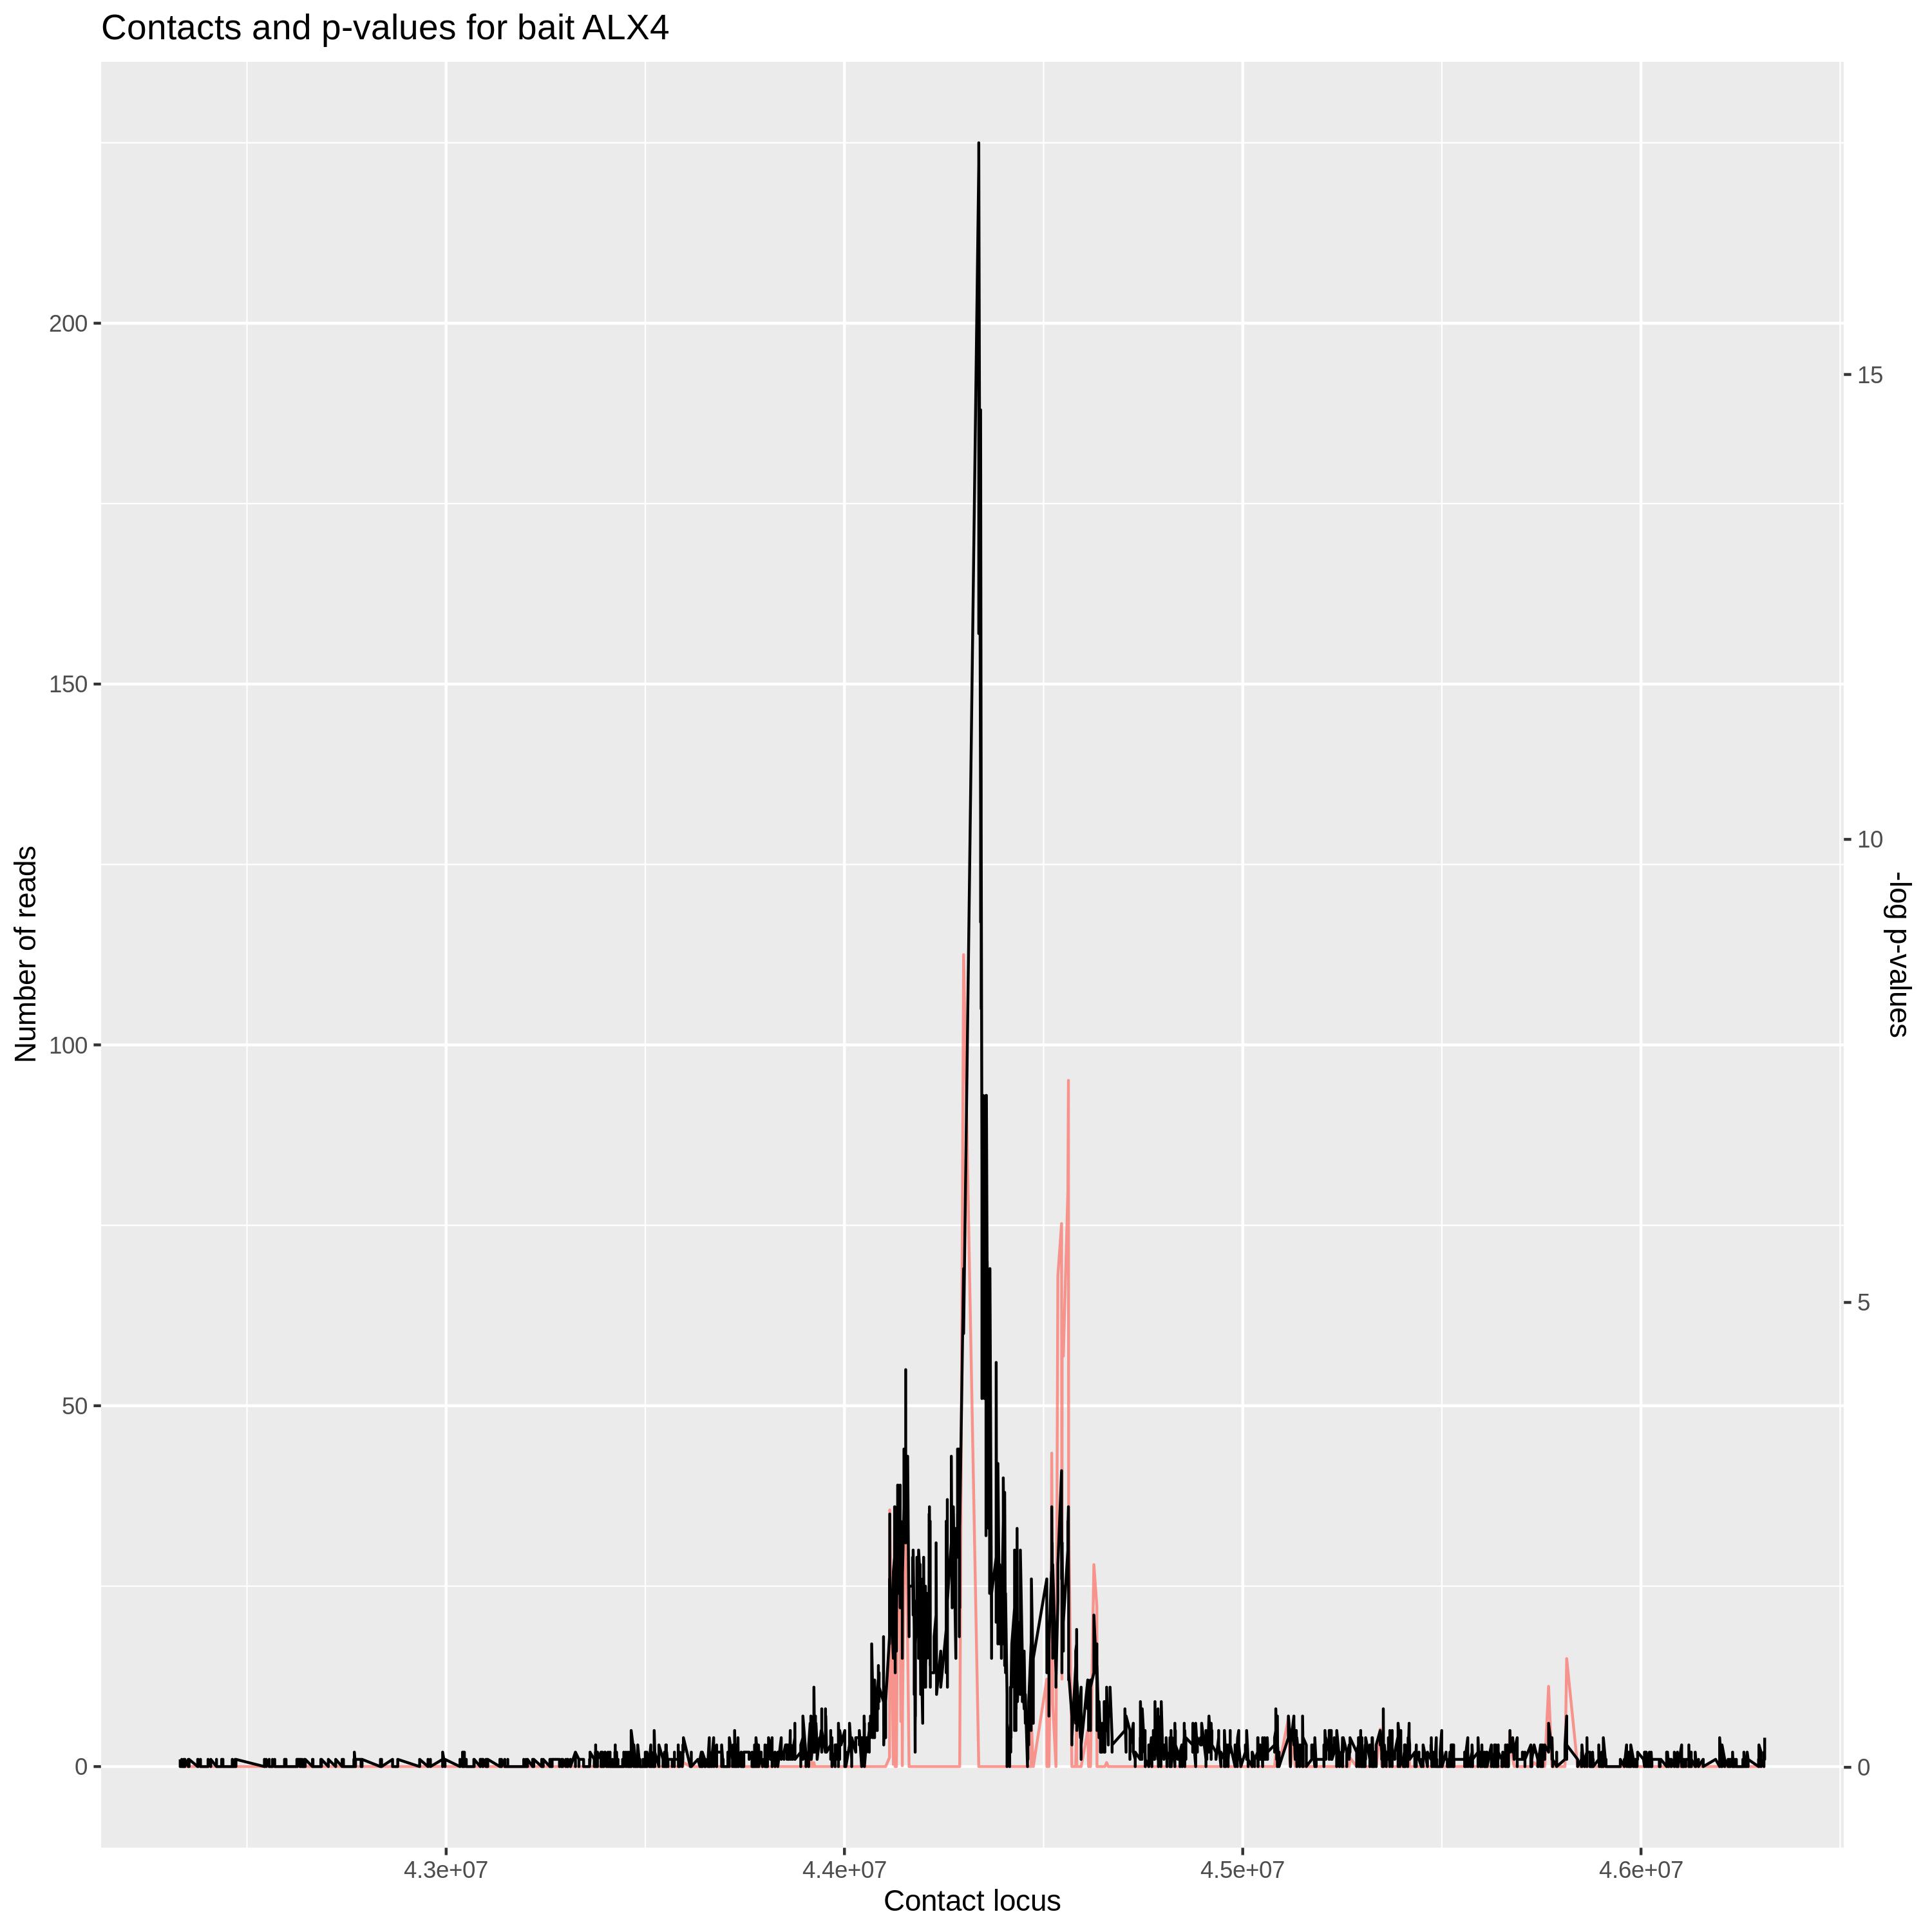 Contacts and p-values for bait ALX4
Number of reads
200
150
100
50
0
15
10
5
0
-log p-values
4.3e+07
4.4e+07
4.5e+07
4.6e+07
Contact locus